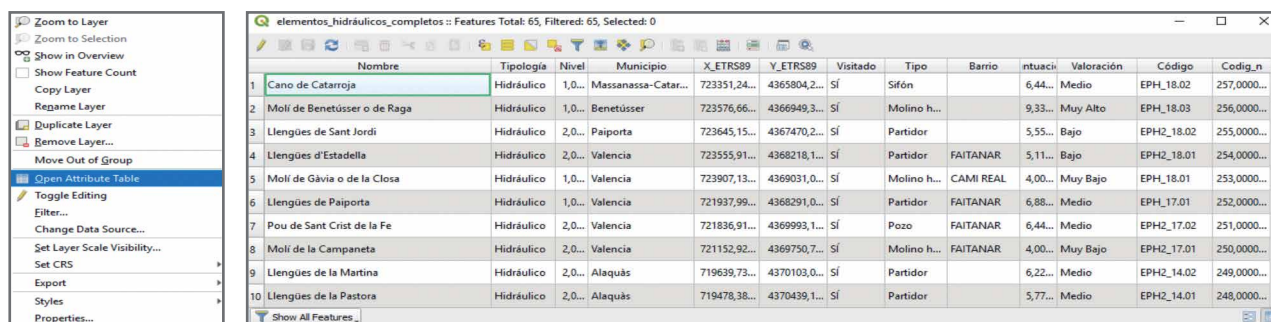 Zoom to Layer
Zoom to Selection
Show in Overview
Show Feature Count
Copy Layer
Rename Layer
Duplicate Layer
Remove Layer...
Move Out of Group
Open Attribute Table
Toggle Editing
Filter...
Change Data Source...
Set Layer Scale Visibility...
Set CRS
Export
Styles
Properties...
elementos_hidráulicos_completos :: Features Total: 65, Filtered: 65, Selected: 0
Nombre Tipología Nivel Municipio X_ETRS89 Y_ETRS89 Visitado Tipo Barrio ntuació Valoración Código Codig_n
1 Cano de Catarroja Hidráulico 1,0... Massanassa-Catar... 723351,24... 4365804,2... SÍ Sifón 6,44... Medio EPH_18.02 257,0000...
2 Molí de Benetússer o de Raga Hidráulico 1,0... Benetússer 723576,66... 4366949,3... SÍ Molino h... 9,33... Muy Alto EPH_18.03 256,0000...
3 Llengües de Sant Jordi Hidráulico 2,0... Paiporta 723645,15... 4367470,2... SÍ Partidor 5,55... Bajo EPH2_18.02 255,0000...
4 Llengües d'Estadella Hidráulico 2,0... Valencia 723555,91... 4368218,1... SÍ Partidor FAITANAR 5,11... Bajo EPH2_18.01 254,0000...
5 Molí de Gàvia o de la Closa Hidráulico 1,0... Valencia 723907,13... 4369031,0... SÍ Molino h... CAMI REAL 4,00... Muy Bajo EPH_18.01 253,0000...
6 Llengües de Paiporta Hidráulico 1,0... Valencia 721937,99... 4368291,0... SÍ Partidor FAITANAR 6,88... Medio EPH_17.01 252,0000...
7 Pou de Sant Crist de la Fe Hidráulico 2,0... Valencia 721836,91... 4369993,1... SÍ Pozo FAITANAR 6,44... Medio EPH2_17.02 251,0000...
8 Molí de la Campaneta Hidráulico 2,0... Valencia 721152,92... 4369750,7... SÍ Molino h... FAITANAR 4,00... Muy Bajo EPH2_17.01 250,0000...
9 Llengües de la Martina Hidráulico 2,0... Alaquàs 719639,73... 4370103,0... SÍ Partidor 6,22... Medio EPH2_14.02 249,0000...
10 Llengües de la Pastora Hidráulico 2,0... Alaquàs 719478,38... 4370439,1... SÍ Partidor 5,77... Medio EPH2_14.01 248,0000...
Show All Features